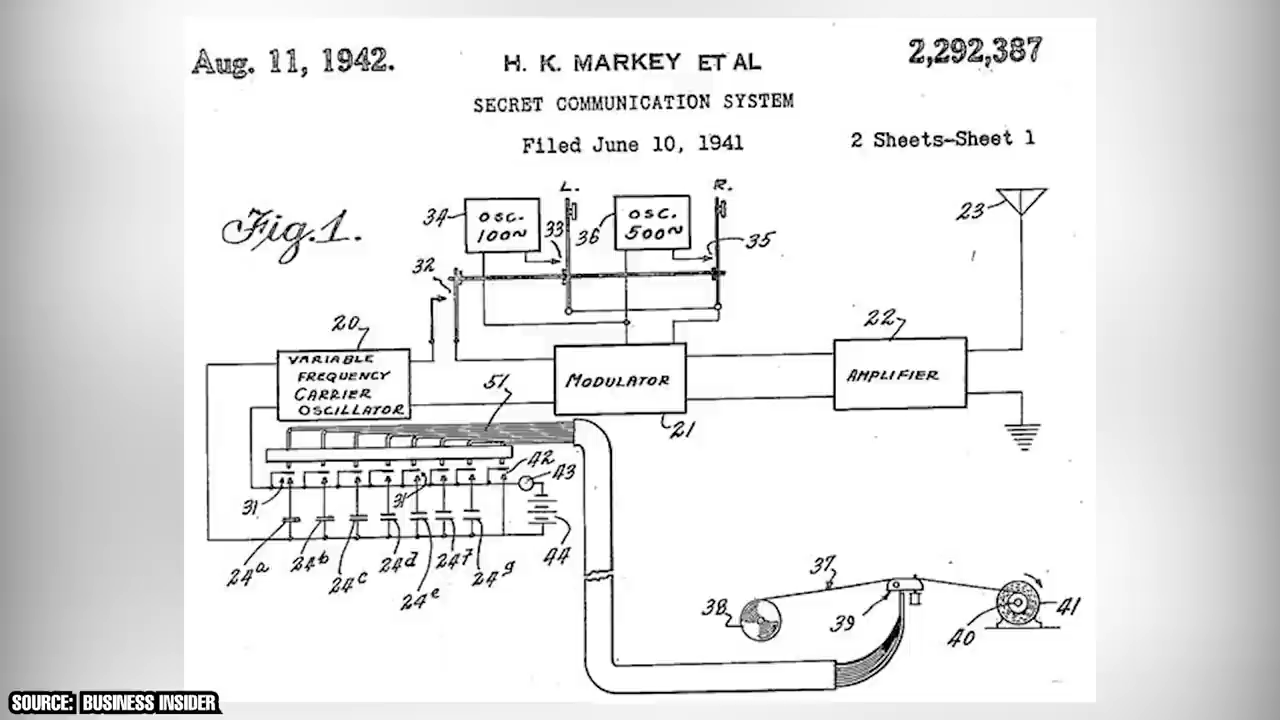 Aug. 11, 1942.
H. K. MARKEY ET AL
2,292,387
SECRET COMMUNICATION SYSTEM
Filed June 10, 1941
2 Sheets-Sheet 1
Fig.1.
L.
R.
34
OSC.
100~
33
36
OSC.
500~
35
23
32
20
VARIABLE
FREQUENCY
CARRIER
OSCILLATOR
51
MODULATOR
21
22
AMPLIFIER
42
43
31
31
44
24a
24b
24c
24d
24e
24f
24g
37
38
39
40
41
SOURCE: BUSINESS INSIDER